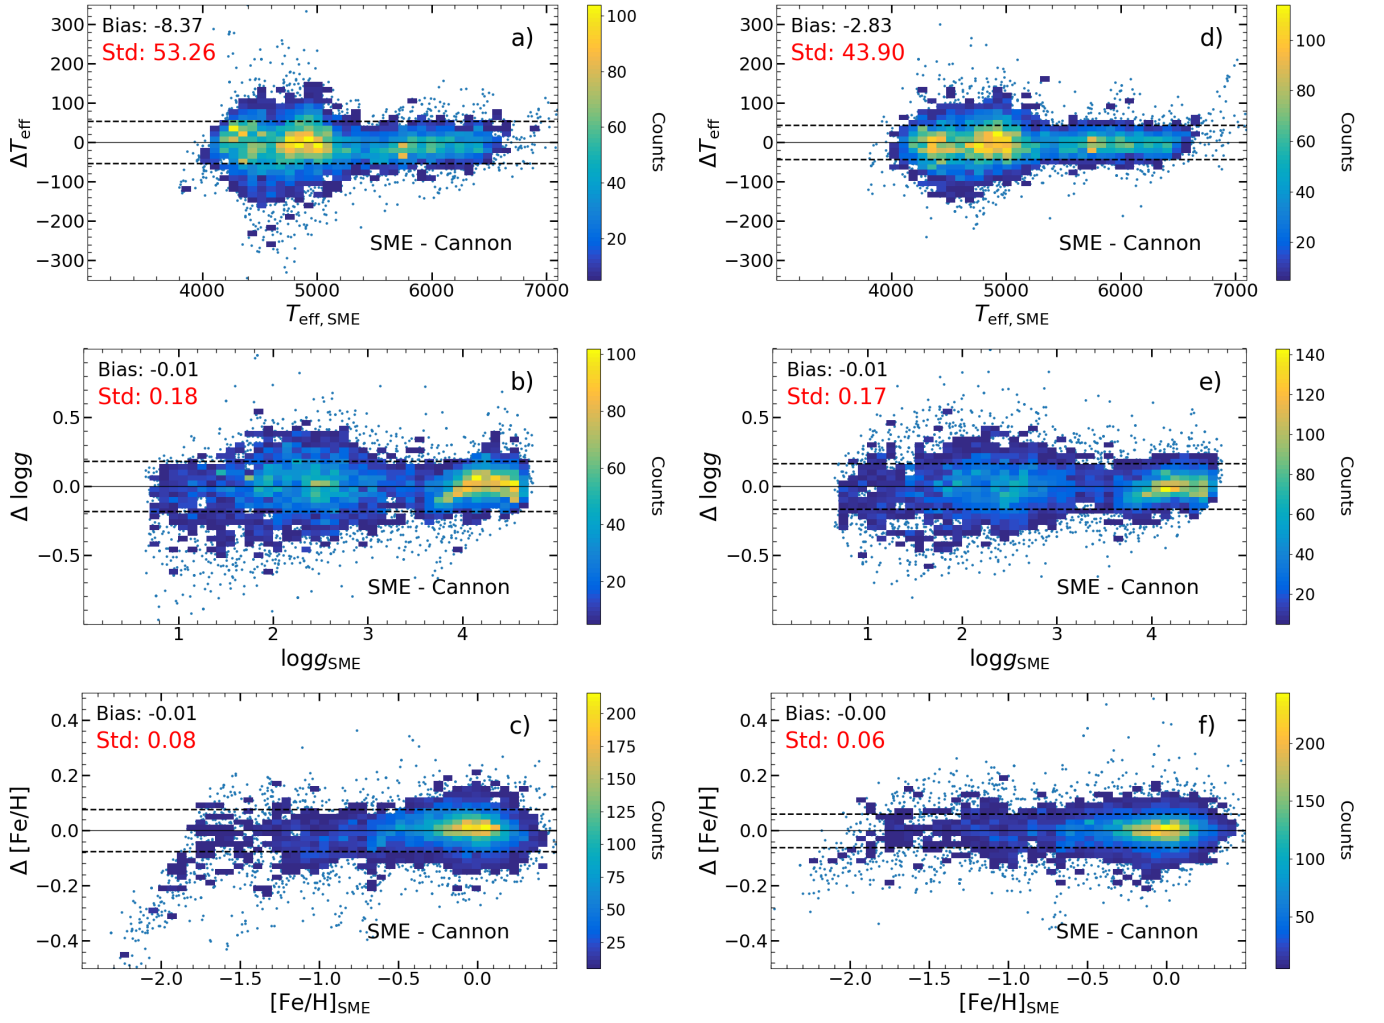 Bias: -8.37
Std: 53.26
a)
SME - Cannon
300
200
100
0
−100
−200
−300
ΔT_eff
4000 5000 6000 7000
T_eff, SME
100
80
60
40
20
Counts
Bias: -2.83
Std: 43.90
d)
SME - Cannon
300
200
100
0
−100
−200
−300
ΔT_eff
4000 5000 6000 7000
T_eff, SME
100
80
60
40
20
Counts
Bias: -0.01
Std: 0.18
b)
SME - Cannon
0.5
0.0
−0.5
Δ logg
1 2 3 4
logg_SME
100
80
60
40
20
Counts
Bias: -0.01
Std: 0.17
e)
SME - Cannon
0.5
0.0
−0.5
Δ logg
1 2 3 4
logg_SME
140
120
100
80
60
40
20
Counts
Bias: -0.01
Std: 0.08
c)
SME - Cannon
0.4
0.2
0.0
−0.2
−0.4
Δ [Fe/H]
−2.0 −1.5 −1.0 −0.5 0.0
[Fe/H]_SME
200
175
150
125
100
75
50
25
Counts
Bias: -0.00
Std: 0.06
f)
SME - Cannon
0.4
0.2
0.0
−0.2
−0.4
Δ [Fe/H]
−2.0 −1.5 −1.0 −0.5 0.0
[Fe/H]_SME
200
150
100
50
Counts